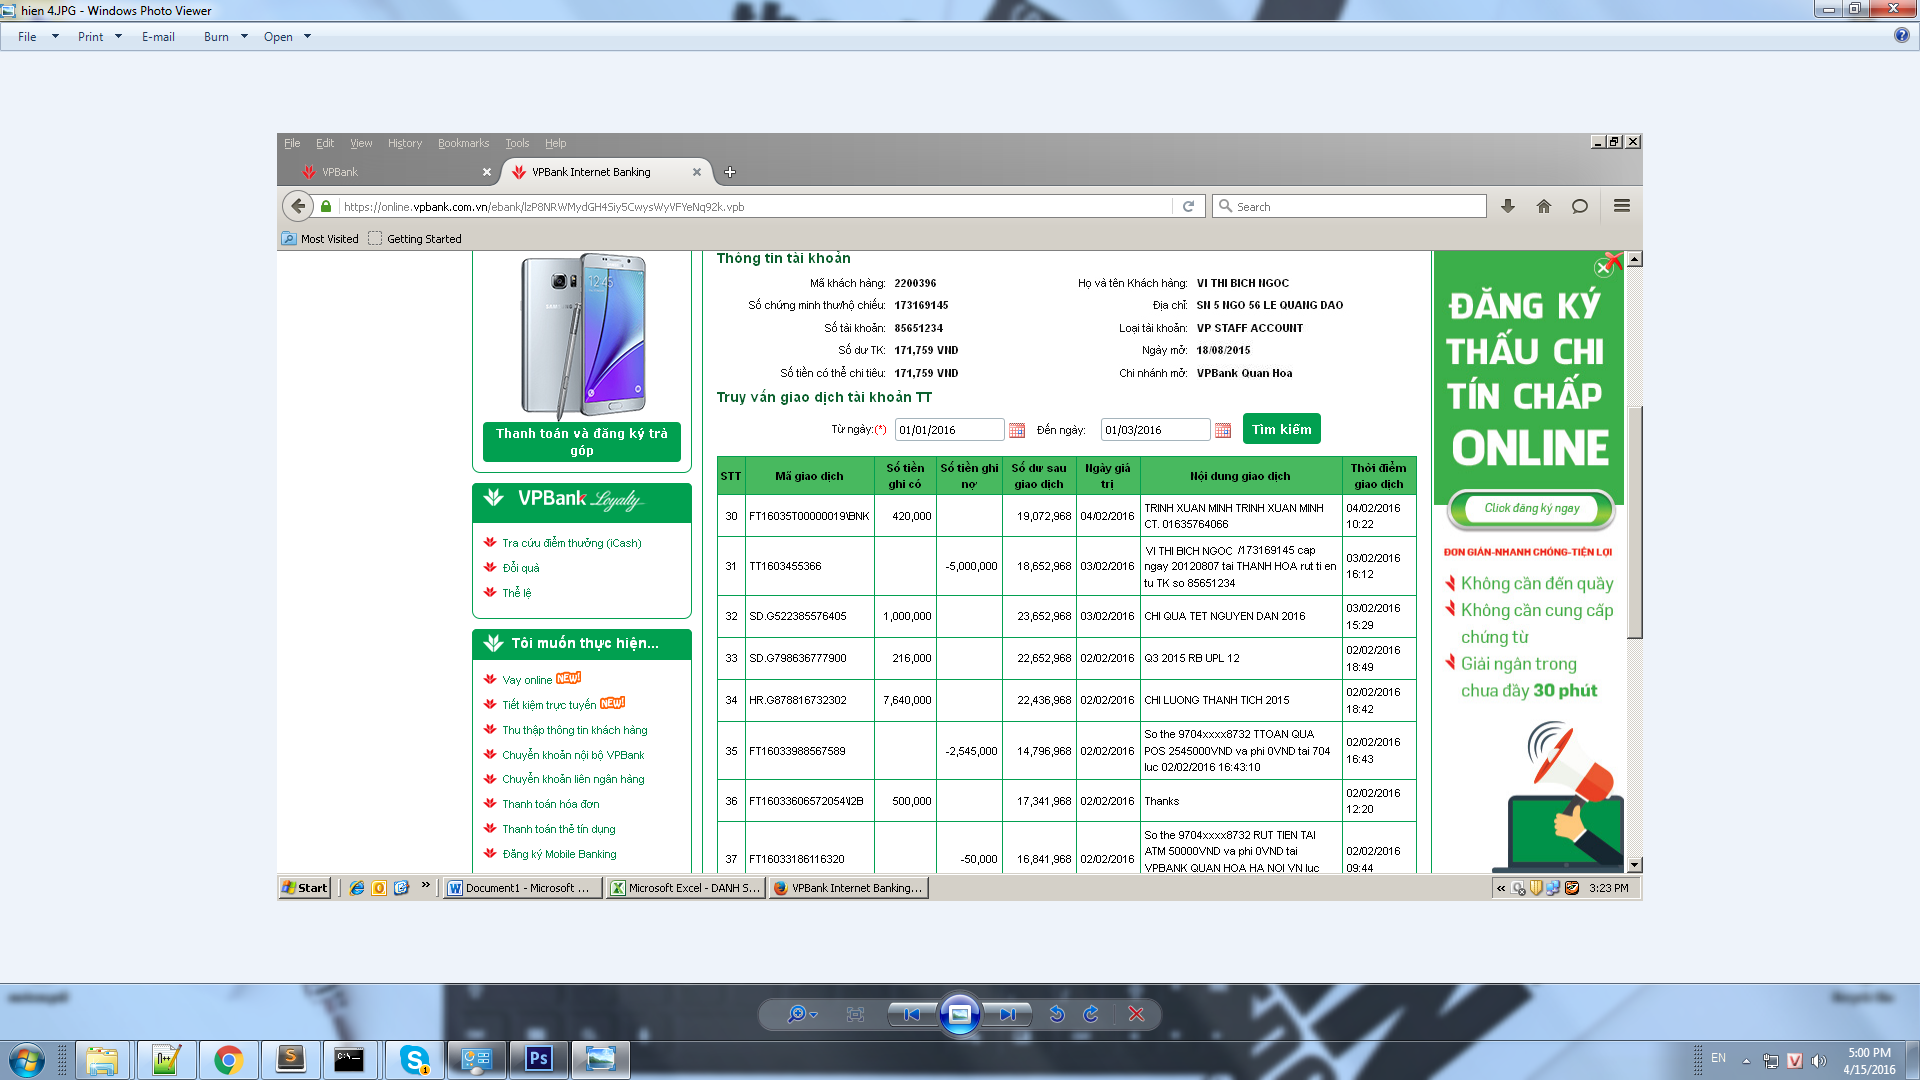 hien 4.JPG - Windows Photo Viewer
File Print E-mail Burn Open
File Edit View History Bookmarks Tools Help
VPBank
VPBank Internet Banking
https://online.vpbank.com.vn/ebank/lzP8NRWMydGH4Siy5CwysWyVFYeNq92k.vpb
Search
Most Visited Getting Started
12:45
SAMSUNG
Thanh toán và đăng ký trả
góp
VPBank Loyalty
Tra cứu điểm thưởng (iCash)
Đổi quà
Thể lệ
Tôi muốn thực hiện...
Vay online NEW!
Tiết kiệm trực tuyến NEW!
Thu thập thông tin khách hàng
Chuyển khoản nội bộ VPBank
Chuyển khoản liên ngân hàng
Thanh toán hóa đơn
Thanh toán thẻ tín dụng
Đăng ký Mobile Banking
Thông tin tài khoản
Mã khách hàng: 2200396 Họ và tên Khách hàng: VI THI BICH NGOC
Số chứng minh thư/hộ chiếu: 173169145 Địa chỉ: SN 5 NGO 56 LE QUANG DAO
Số tài khoản: 85651234 Loại tài khoản: VP STAFF ACCOUNT
Số dư TK: 171,759 VND Ngày mở: 18/08/2015
Số tiền có thể chi tiêu: 171,759 VND Chi nhánh mở: VPBank Quan Hoa
Truy vấn giao dịch tài khoản TT
Từ ngày:(*) 01/01/2016 Đến ngày: 01/03/2016 Tìm kiếm
STT Mã giao dịch Số tiền ghi có Số tiền ghi nợ Số dư sau giao dịch Ngày giá trị Nội dung giao dịch Thời điểm giao dịch
30 FT16035T00000019\BNK 420,000 19,072,968 04/02/2016 TRINH XUAN MINH TRINH XUAN MINH CT. 01635764066 04/02/2016 10:22
31 TT1603455366 -5,000,000 18,652,968 03/02/2016 VI THI BICH NGOC /173169145 cap ngay 20120807 tai THANH HOA rut ti en tu TK so 85651234 03/02/2016 16:12
32 SD.G522385576405 1,000,000 23,652,968 03/02/2016 CHI QUA TET NGUYEN DAN 2016 03/02/2016 15:29
33 SD.G798636777900 216,000 22,652,968 02/02/2016 Q3 2015 RB UPL 12 02/02/2016 18:49
34 HR.G878816732302 7,640,000 22,436,968 02/02/2016 CHI LUONG THANH TICH 2015 02/02/2016 18:42
35 FT16033988567589 -2,545,000 14,796,968 02/02/2016 So the 9704xxxx8732 TTOAN QUA POS 2545000VND va phi 0VND tai 704 luc 02/02/2016 16:43:10 02/02/2016 16:43
36 FT16033606572054\I2B 500,000 17,341,968 02/02/2016 Thanks 02/02/2016 12:20
37 FT16033186116320 -50,000 16,841,968 02/02/2016 So the 9704xxxx8732 RUT TIEN TAI ATM 50000VND va phi 0VND tai VPBANK QUAN HOA HA NOI VN luc 02/02/2016 09:44
ĐĂNG KÝ
THẤU CHI
TÍN CHẤP
ONLINE
Click đăng ký ngay
ĐƠN GIẢN-NHANH CHÓNG-TIỆN LỢI
Không cần đến quầy
Không cần cung cấp
chứng từ
Giải ngân trong
chưa đầy 30 phút
Start Document1 - Microsoft ... Microsoft Excel - DANH S... VPBank Internet Banking... 3:23 PM
Ps
EN
5:00 PM
4/15/2016